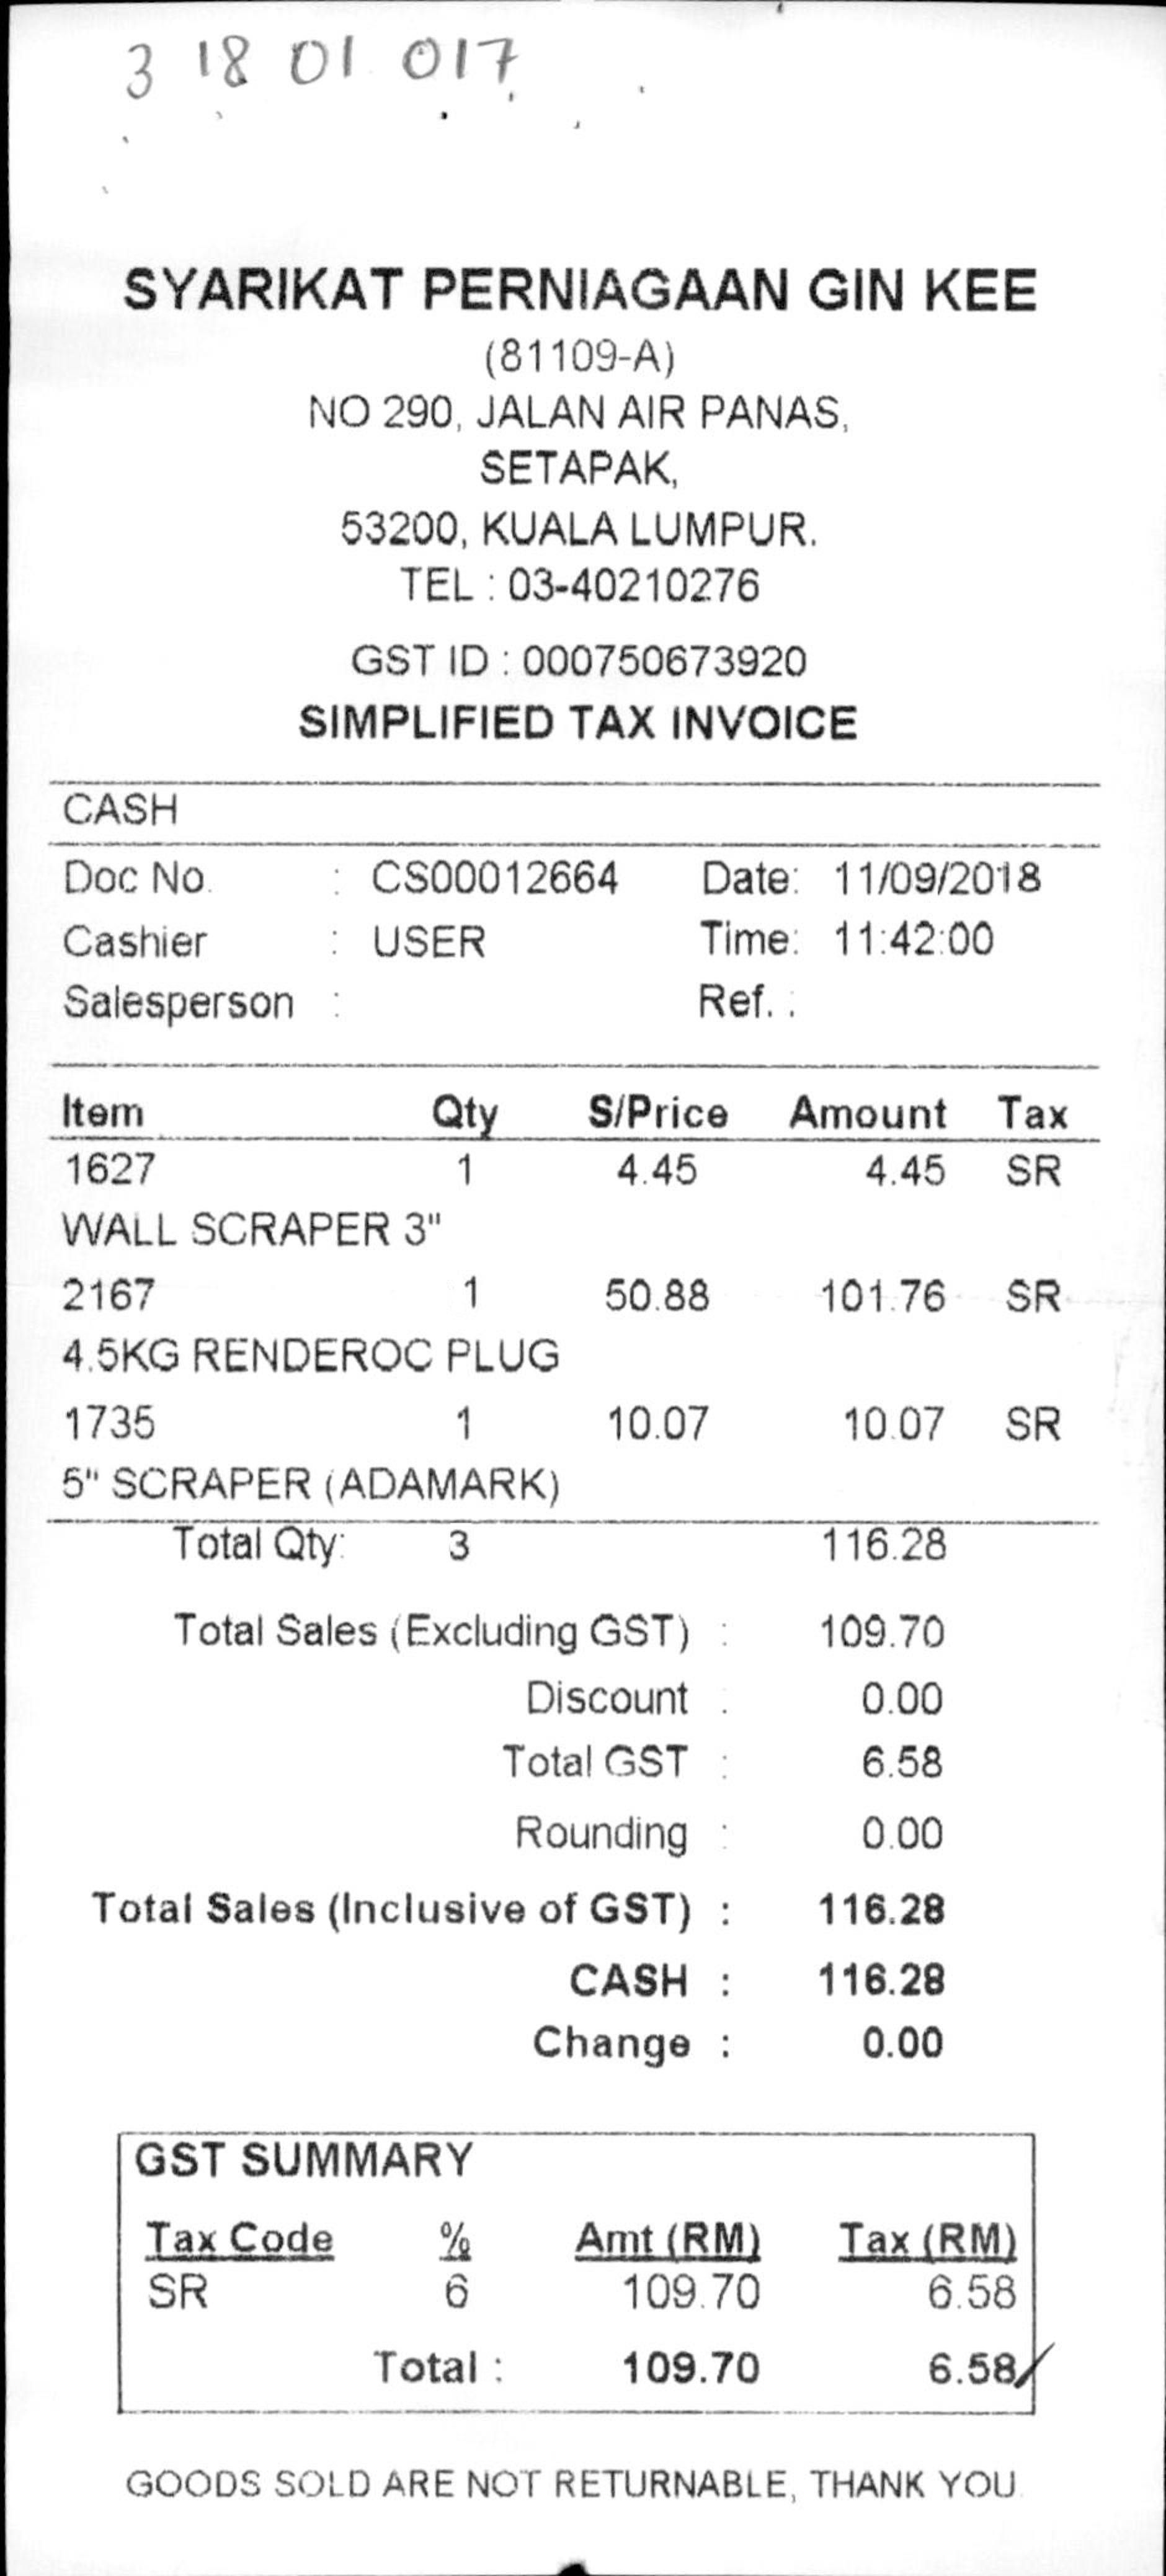 3 18 01 017
SYARIKAT PERNIAGAAN GIN KEE
(81109-A)
NO 290, JALAN AIR PANAS,
SETAPAK,
53200, KUALA LUMPUR.
TEL : 03-40210276
GST ID : 000750673920
SIMPLIFIED TAX INVOICE
CASH
Doc No. : CS00012664 Date: 11/09/2018
Cashier : USER Time: 11:42:00
Salesperson : Ref. :
Item Qty S/Price Amount Tax
1627 1 4.45 4.45 SR
WALL SCRAPER 3"
2167 1 50.88 101.76 SR
4.5KG RENDEROC PLUG
1735 1 10.07 10.07 SR
5" SCRAPER (ADAMARK)
Total Qty: 3 116.28
Total Sales (Excluding GST) : 109.70
Discount : 0.00
Total GST : 6.58
Rounding : 0.00
Total Sales (Inclusive of GST) : 116.28
CASH : 116.28
Change : 0.00
GST SUMMARY
Tax Code % Amt (RM) Tax (RM)
SR 6 109.70 6.58
Total : 109.70 6.58
GOODS SOLD ARE NOT RETURNABLE, THANK YOU